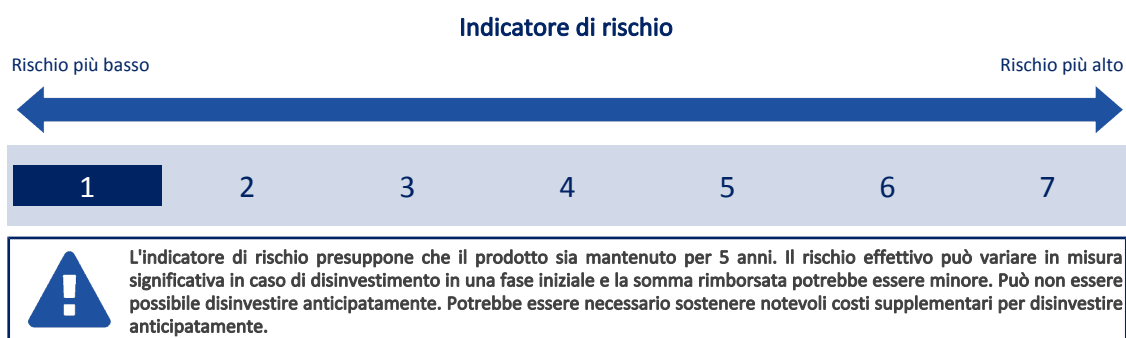 Indicatore di rischio
Rischio più basso
Rischio più alto
1 2 3 4 5 6 7
L'indicatore di rischio presuppone che il prodotto sia mantenuto per 5 anni. Il rischio effettivo può variare in misura
significativa in caso di disinvestimento in una fase iniziale e la somma rimborsata potrebbe essere minore. Può non essere
possibile disinvestire anticipatamente. Potrebbe essere necessario sostenere notevoli costi supplementari per disinvestire
anticipatamente.